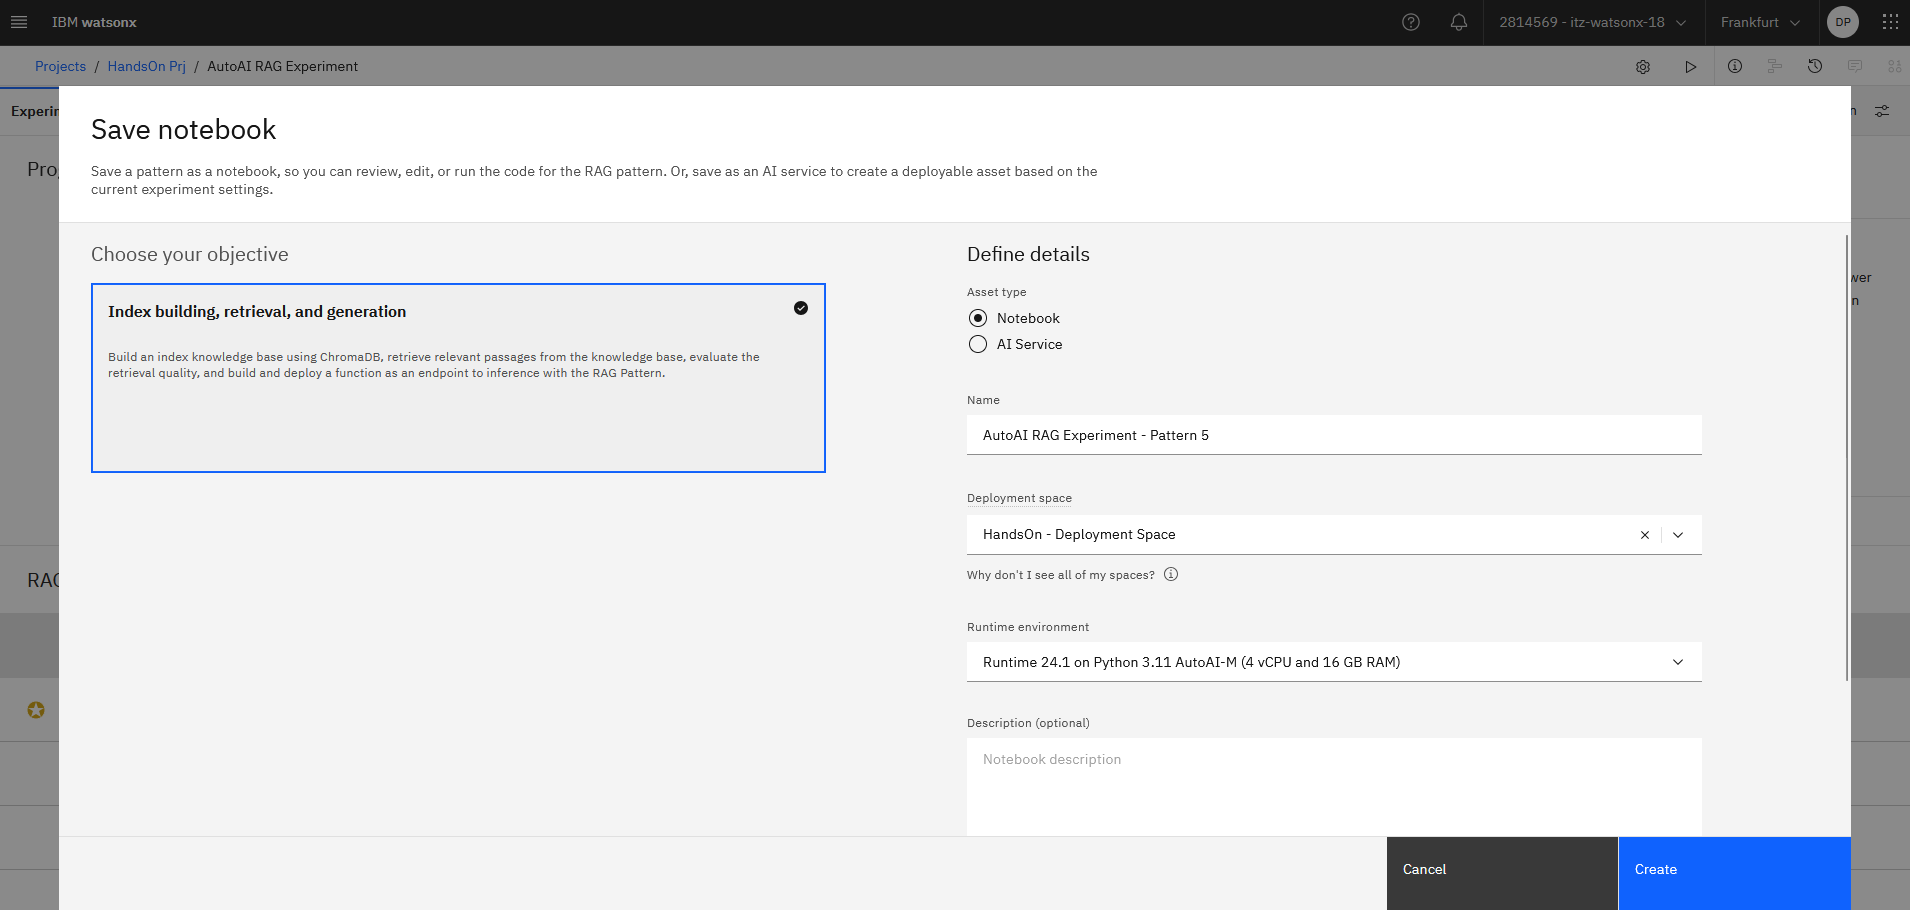 IBM watsonx
2814569 - itz-watsonx-18
Frankfurt
DP
Projects / HandsOn Prj / AutoAI RAG Experiment
Save notebook
Save a pattern as a notebook, so you can review, edit, or run the code for the RAG pattern. Or, save as an AI service to create a deployable asset based on the
current experiment settings.
Choose your objective
Index building, retrieval, and generation
Build an index knowledge base using ChromaDB, retrieve relevant passages from the knowledge base, evaluate the
retrieval quality, and build and deploy a function as an endpoint to inference with the RAG Pattern.
Define details
Asset type
Notebook
AI Service
Name
AutoAI RAG Experiment - Pattern 5
Deployment space
HandsOn - Deployment Space
Why don't I see all of my spaces?
Runtime environment
Runtime 24.1 on Python 3.11 AutoAI-M (4 vCPU and 16 GB RAM)
Description (optional)
Notebook description
Cancel
Create